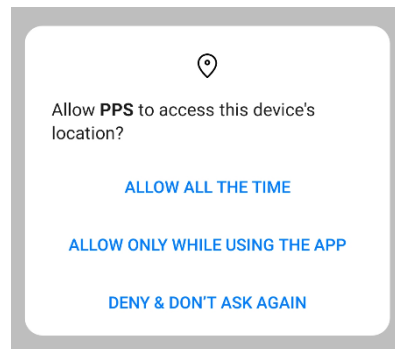 Allow PPS to access this device's
location?
ALLOW ALL THE TIME
ALLOW ONLY WHILE USING THE APP
DENY & DON'T ASK AGAIN